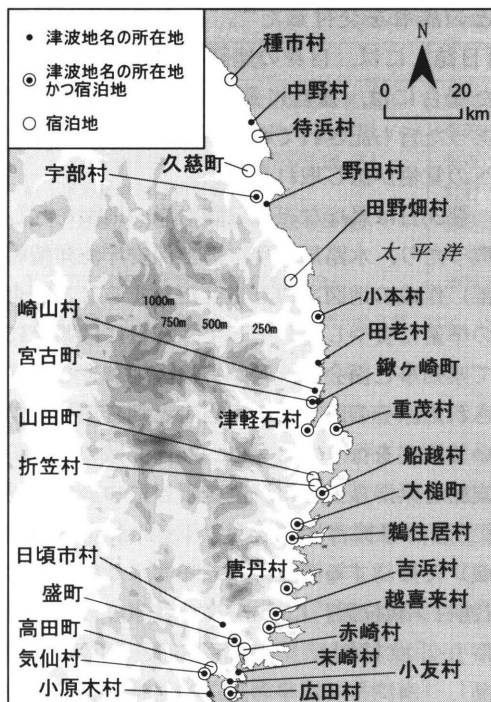 津波地名の所在地
津波地名の所在地
かつ宿泊地
宿泊地
N
0 20
km
種市村
中野村
待浜村
久慈町
宇部村
野田村
田野畑村
太平洋
小本村
1000m
750m
500m
250m
崎山村
田老村
宮古町
鍬ヶ崎町
津軽石村
重茂村
山田町
船越村
折笠村
大槌町
鵜住居村
日頃市村
唐丹村
吉浜村
盛町
越喜来村
高田町
赤崎村
気仙村
末崎村
小友村
小原木村
広田村